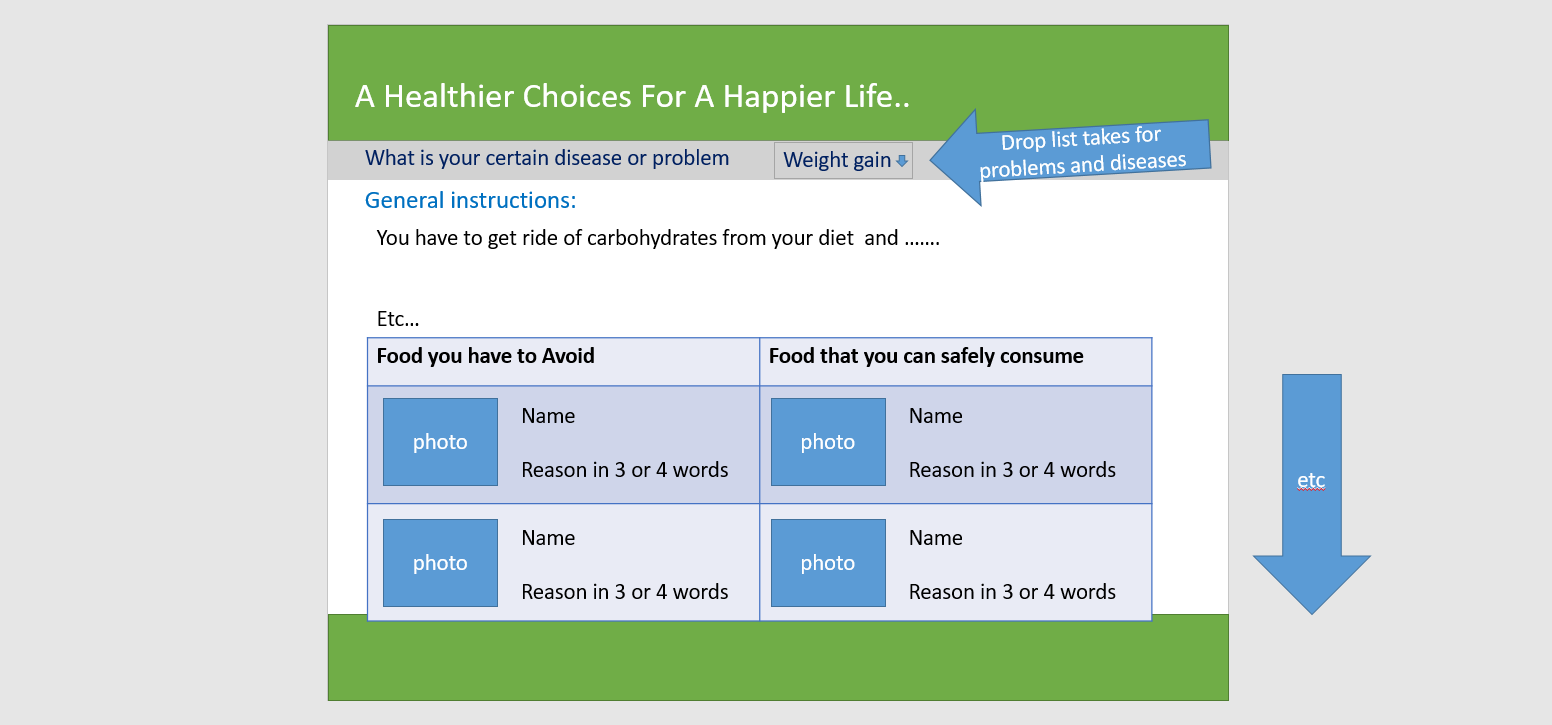 A Healthier Choices For A Happier Life..
What is your certain disease or problem
Weight gain
Drop list takes for
problems and diseases
General instructions:
You have to get ride of carbohydrates from your diet  and .......
Etc...
Food you have to Avoid
Food that you can safely consume
photo
Name
Reason in 3 or 4 words
photo
Name
Reason in 3 or 4 words
photo
Name
Reason in 3 or 4 words
photo
Name
Reason in 3 or 4 words
etc